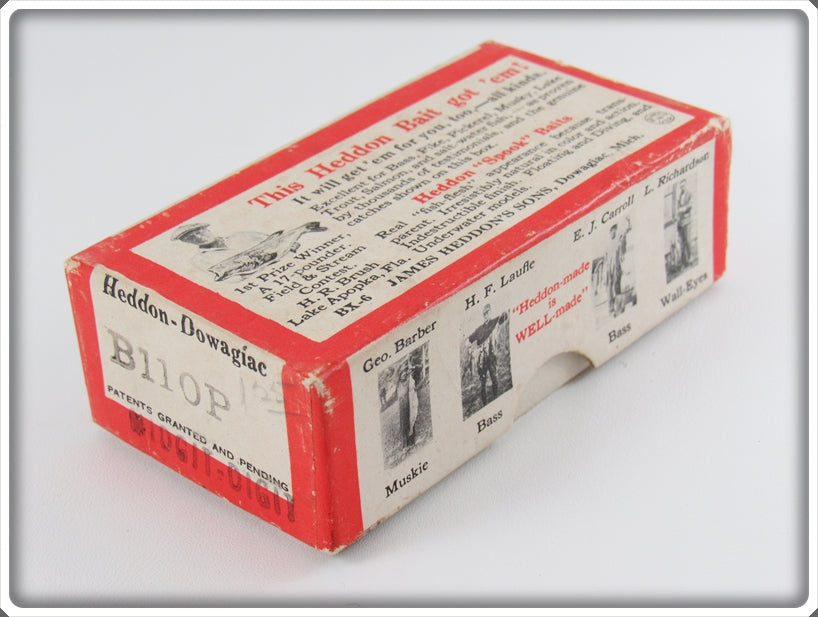 This Heddon Bait got 'em!
It will get 'em for you, too,—all kinds.
Excellent for Bass, Pike, Pickerel, Musky, Lake
Trout, Salmon, and salt-water fish,—as proven
by thousands of testimonials, and the genuine
catches shown on this box.
Heddon "Spook" Baits
Real "fish-flesh" appearance because trans-
parent. Irresistibly natural in color and action.
Indestructible finish. Floating and Diving, and
Underwater models.
JAMES HEDDON'S SONS, Dowagiac, Mich.
1st Prize Winner,
A 17-pounder.
Field & Stream
Contest.
H. R. Brush
Lake Apopka, Fla.
BX-6
Heddon-Dowagiac
B110P
PATENTS GRANTED AND PENDING
Geo. Barber
Muskie
H. F. Laufle
Bass
"Heddon-made
is
WELL-made"
E. J. Carroll
Bass
L. Richardson
Wall-Eyes